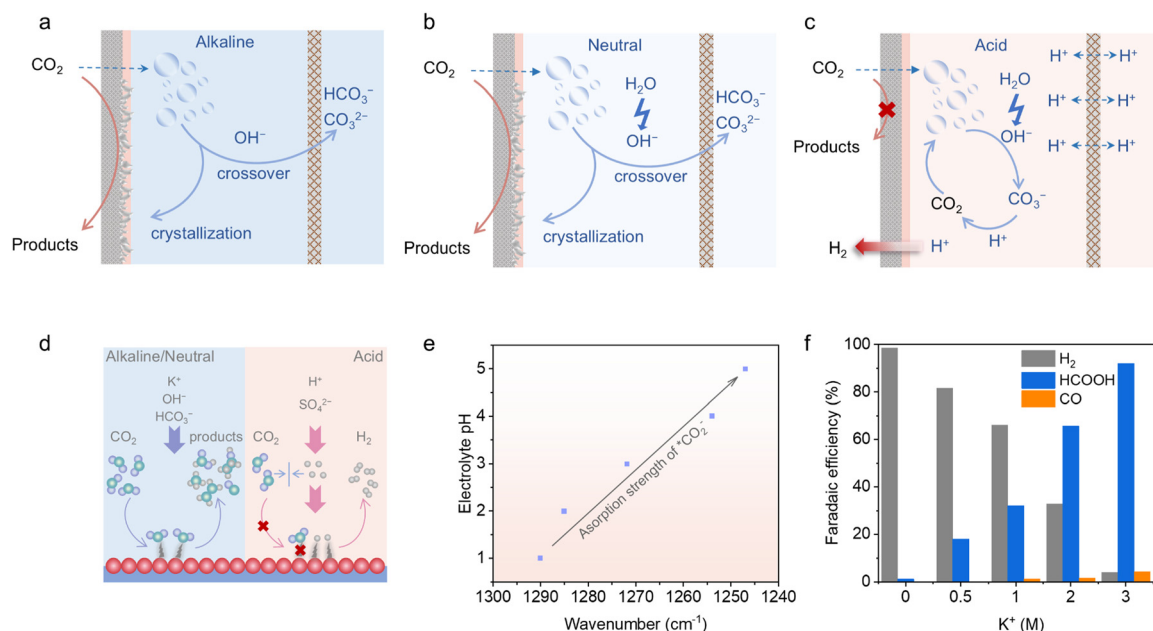 a
Alkaline
CO₂
HCO₃⁻
CO₃²⁻
OH⁻
crossover
crystallization
Products
b
Neutral
CO₂
H₂O
HCO₃⁻
CO₃²⁻
OH⁻
crossover
crystallization
Products
c
Acid
CO₂
H₂O
H⁺ H⁺
H⁺ H⁺
OH⁻
Products
H⁺ H⁺
CO₂
CO₃⁻
H⁺
H⁺
H₂
d
Alkaline/Neutral
Acid
K⁺
OH⁻
HCO₃⁻
H⁺
SO₄²⁻
CO₂
products
CO₂
H₂
e
Electrolyte pH
5
4
3
2
1
Asorption strength of *CO₂⁻
1300 1290 1280 1270 1260 1250 1240
Wavenumber (cm⁻¹)
f
Faradaic efficiency (%)
100
80
60
40
20
0
H₂
HCOOH
CO
0 0.5 1 2 3
K⁺ (M)